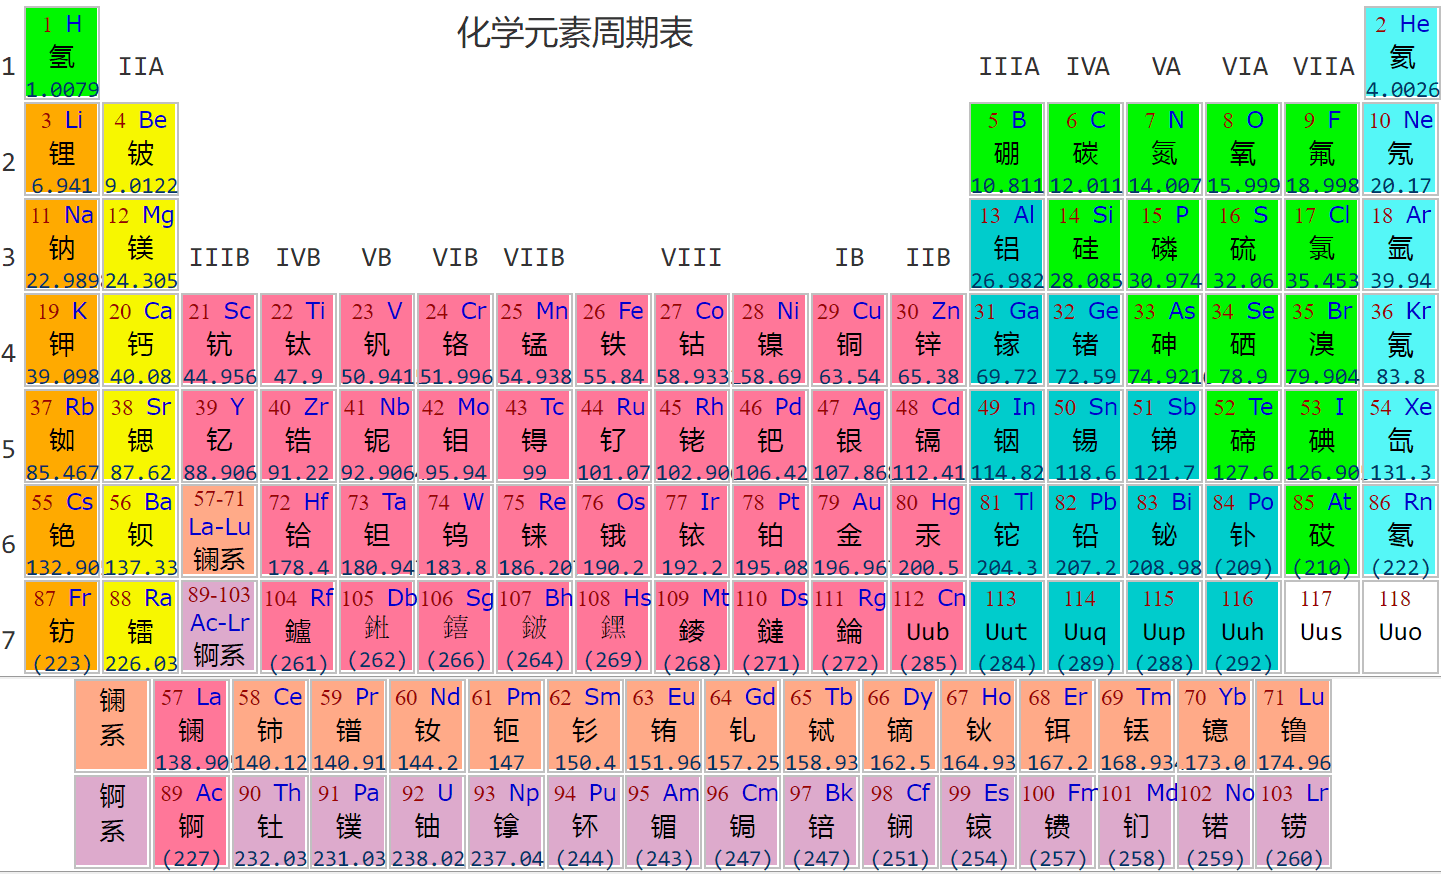 化学元素周期表
1 H 2 He
氢 氦
1 IIA IIIA IVA VA VIA VIIA
1.0079 4.0026
3 Li 4 Be 5 B 6 C 7 N 8 O 9 F 10 Ne
2 锂 铍 硼 碳 氮 氧 氟 氖
6.941 9.0122 10.811 12.011 14.007 15.999 18.998 20.17
11 Na 12 Mg 13 Al 14 Si 15 P 16 S 17 Cl 18 Ar
3 钠 镁 IIIB IVB VB VIB VIIB VIII IB IIB 铝 硅 磷 硫 氯 氩
22.989 24.305 26.982 28.085 30.974 32.06 35.453 39.94
19 K 20 Ca 21 Sc 22 Ti 23 V 24 Cr 25 Mn 26 Fe 27 Co 28 Ni 29 Cu 30 Zn 31 Ga 32 Ge 33 As 34 Se 35 Br 36 Kr
4 钾 钙 钪 钛 钒 铬 锰 铁 钴 镍 铜 锌 镓 锗 砷 硒 溴 氪
39.098 40.08 44.956 47.9 50.941 51.996 54.938 55.84 58.933 58.69 63.54 65.38 69.72 72.59 74.921 78.9 79.904 83.8
37 Rb 38 Sr 39 Y 40 Zr 41 Nb 42 Mo 43 Tc 44 Ru 45 Rh 46 Pd 47 Ag 48 Cd 49 In 50 Sn 51 Sb 52 Te 53 I 54 Xe
5 铷 锶 钇 锆 铌 钼 锝 钌 铑 钯 银 镉 铟 锡 锑 碲 碘 氙
85.467 87.62 88.906 91.22 92.906 95.94 99 101.07 102.90 106.42 107.868 112.41 114.82 118.6 121.7 127.6 126.90 131.3
55 Cs 56 Ba 57-71 72 Hf 73 Ta 74 W 75 Re 76 Os 77 Ir 78 Pt 79 Au 80 Hg 81 Tl 82 Pb 83 Bi 84 Po 85 At 86 Rn
La-Lu
6 铯 钡 镧系 铪 钽 钨 铼 锇 铱 铂 金 汞 铊 铅 铋 钋 砹 氡
132.90 137.33 178.4 180.94 183.8 186.20 190.2 192.2 195.08 196.96 200.5 204.3 207.2 208.98 (209) (210) (222)
87 Fr 88 Ra 89-103 104 Rf 105 Db 106 Sg 107 Bh 108 Hs 109 Mt 110 Ds 111 Rg 112 Cn 113 114 115 116 117 118
Ac-Lr
7 钫 镭 锕系 鑪 𨧀 𨭎 𨨏 𨭆 䥑 鐽 錀 Uub Uut Uuq Uup Uuh Uus Uuo
(223) 226.03 (261) (262) (266) (264) (269) (268) (271) (272) (285) (284) (289) (288) (292)
镧系 57 La 58 Ce 59 Pr 60 Nd 61 Pm 62 Sm 63 Eu 64 Gd 65 Tb 66 Dy 67 Ho 68 Er 69 Tm 70 Yb 71 Lu
镧 铈 镨 钕 钷 钐 铕 钆 铽 镝 钬 铒 铥 镱 镥
138.90 140.12 140.91 144.2 147 150.4 151.96 157.25 158.93 162.5 164.93 167.2 168.93 173.0 174.96
锕系 89 Ac 90 Th 91 Pa 92 U 93 Np 94 Pu 95 Am 96 Cm 97 Bk 98 Cf 99 Es 100 Fm 101 Md 102 No 103 Lr
锕 钍 镤 铀 镎 钚 镅 锔 锫 锎 锿 镄 钔 锘 铹
(227) 232.03 231.03 238.02 237.04 (244) (243) (247) (247) (251) (254) (257) (258) (259) (260)